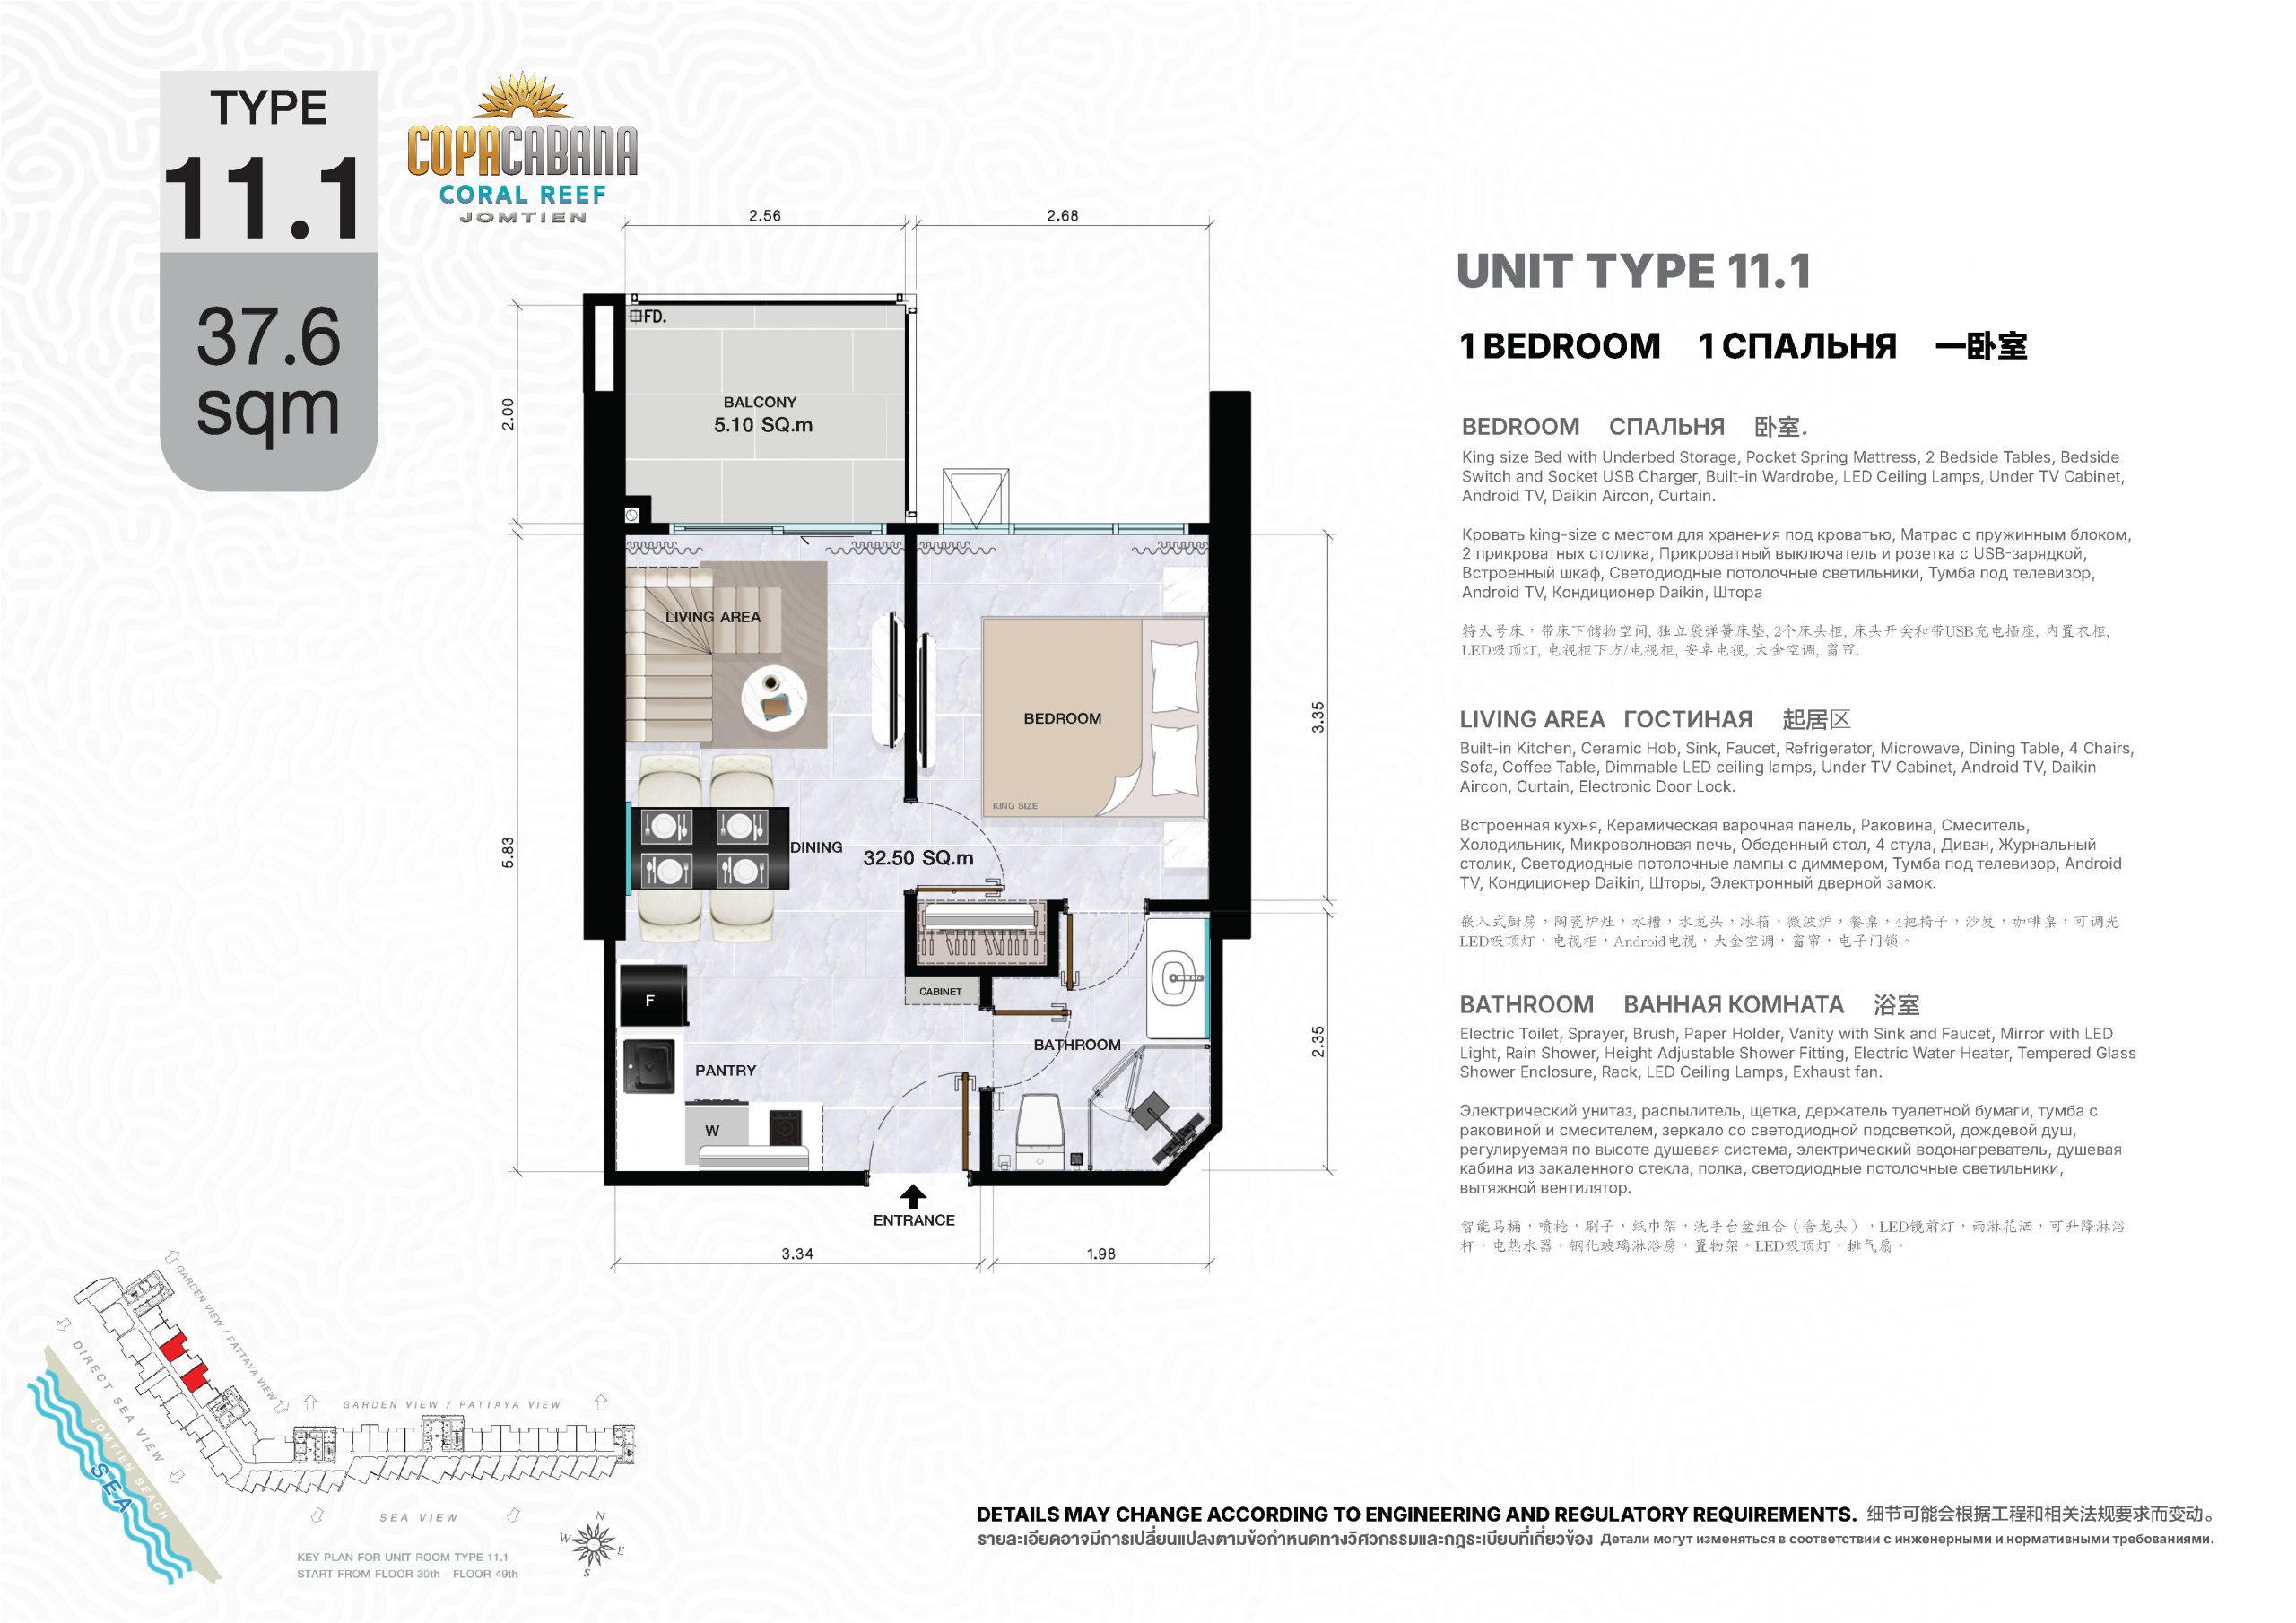 TYPE
11.1
37.6
sqm
COPACABANA
CORAL REEF
JOMTIEN
2.56
2.68
FD.
BALCONY
5.10 SQ.m
2.00
LIVING AREA
BEDROOM
KING SIZE
3.35
5.83
DINING
32.50 SQ.m
CABINET
F
BATHROOM
2.35
PANTRY
W
ENTRANCE
3.34
1.98
UNIT TYPE 11.1
1 BEDROOM 1 СПАЛЬНЯ 一卧室
BEDROOM СПАЛЬНЯ 卧室.
King size Bed with Underbed Storage, Pocket Spring Mattress, 2 Bedside Tables, Bedside
Switch and Socket USB Charger, Built-in Wardrobe, LED Ceiling Lamps, Under TV Cabinet,
Android TV, Daikin Aircon, Curtain.
Кровать king-size с местом для хранения под кроватью, Матрас с пружинным блоком,
2 прикроватных столика, Прикроватный выключатель и розетка с USB-зарядкой,
Встроенный шкаф, Светодиодные потолочные светильники, Тумба под телевизор,
Android TV, Кондиционер Daikin, Штора
特大号床，带床下储物空间, 独立袋弹簧床垫, 2个床头柜, 床头开关和带USB充电插座, 内置衣柜,
LED吸顶灯, 电视柜下方/电视柜, 安卓电视, 大金空调, 窗帘.
LIVING AREA ГОСТИНАЯ 起居区
Built-in Kitchen, Ceramic Hob, Sink, Faucet, Refrigerator, Microwave, Dining Table, 4 Chairs,
Sofa, Coffee Table, Dimmable LED ceiling lamps, Under TV Cabinet, Android TV, Daikin
Aircon, Curtain, Electronic Door Lock.
Встроенная кухня, Керамическая варочная панель, Раковина, Смеситель,
Холодильник, Микроволновая печь, Обеденный стол, 4 стула, Диван, Журнальный
столик, Светодиодные потолочные лампы с диммером, Тумба под телевизор, Android
TV, Кондиционер Daikin, Шторы, Электронный дверной замок.
嵌入式厨房，陶瓷炉灶，水槽，水龙头，冰箱，微波炉，餐桌，4把椅子，沙发，咖啡桌，可调光
LED吸顶灯，电视柜，Android电视，大金空调，窗帘，电子门锁。
BATHROOM ВАННАЯ КОМНАТА 浴室
Electric Toilet, Sprayer, Brush, Paper Holder, Vanity with Sink and Faucet, Mirror with LED
Light, Rain Shower, Height Adjustable Shower Fitting, Electric Water Heater, Tempered Glass
Shower Enclosure, Rack, LED Ceiling Lamps, Exhaust fan.
Электрический унитаз, распылитель, щетка, держатель туалетной бумаги, тумба с
раковиной и смесителем, зеркало со светодиодной подсветкой, дождевой душ,
регулируемая по высоте душевая система, электрический водонагреватель, душевая
кабина из закаленного стекла, полка, светодиодные потолочные светильники,
вытяжной вентилятор.
智能马桶，喷枪，刷子，纸巾架，洗手台盆组合（含龙头），LED镜前灯，雨淋花洒，可升降淋浴
杆，电热水器，钢化玻璃淋浴房，置物架，LED吸顶灯，排气扇。
GARDEN VIEW / PATTAYA VIEW
DIRECT SEA VIEW
JOMTIEN BEACH
SEA
GARDEN VIEW / PATTAYA VIEW
SEA VIEW
N
W
E
S
KEY PLAN FOR UNIT ROOM TYPE 11.1
START FROM FLOOR 30th - FLOOR 49th
DETAILS MAY CHANGE ACCORDING TO ENGINEERING AND REGULATORY REQUIREMENTS. 细节可能会根据工程和相关法规要求而变动。
รายละเอียดอาจมีการเปลี่ยนแปลงตามข้อกำหนดทางวิศวกรรมและกฎระเบียบที่เกี่ยวข้อง Детали могут изменяться в соответствии с инженерными и нормативными требованиями.